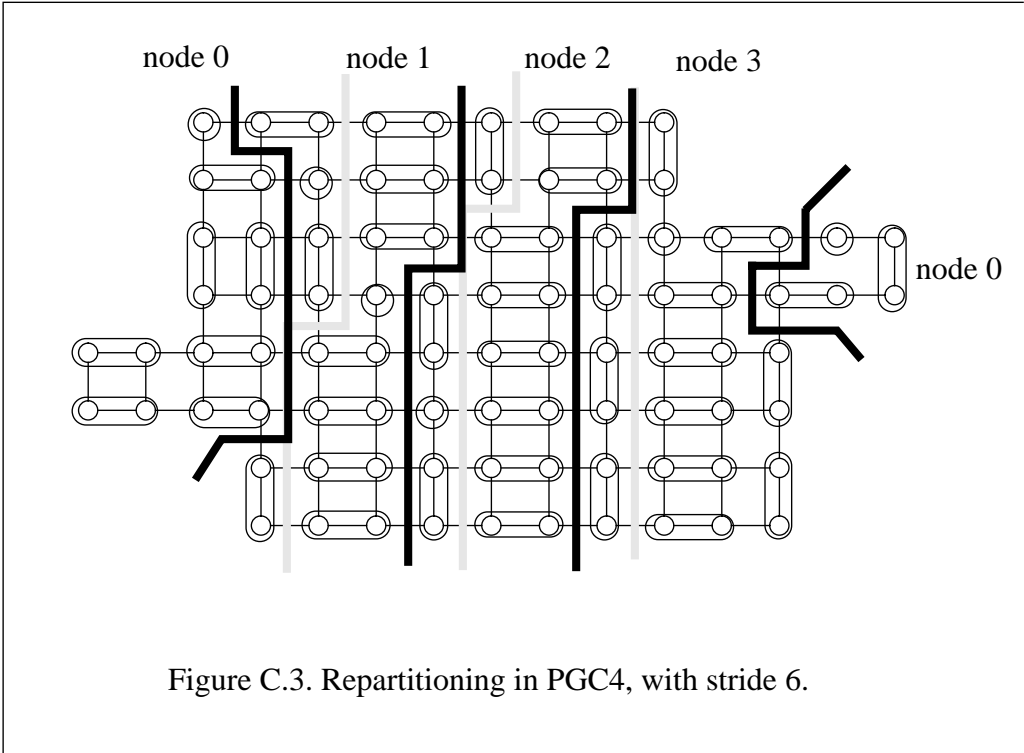 node 0
node 1
node 2
node 3
node 0
Figure C.3. Repartitioning in PGC4, with stride 6.